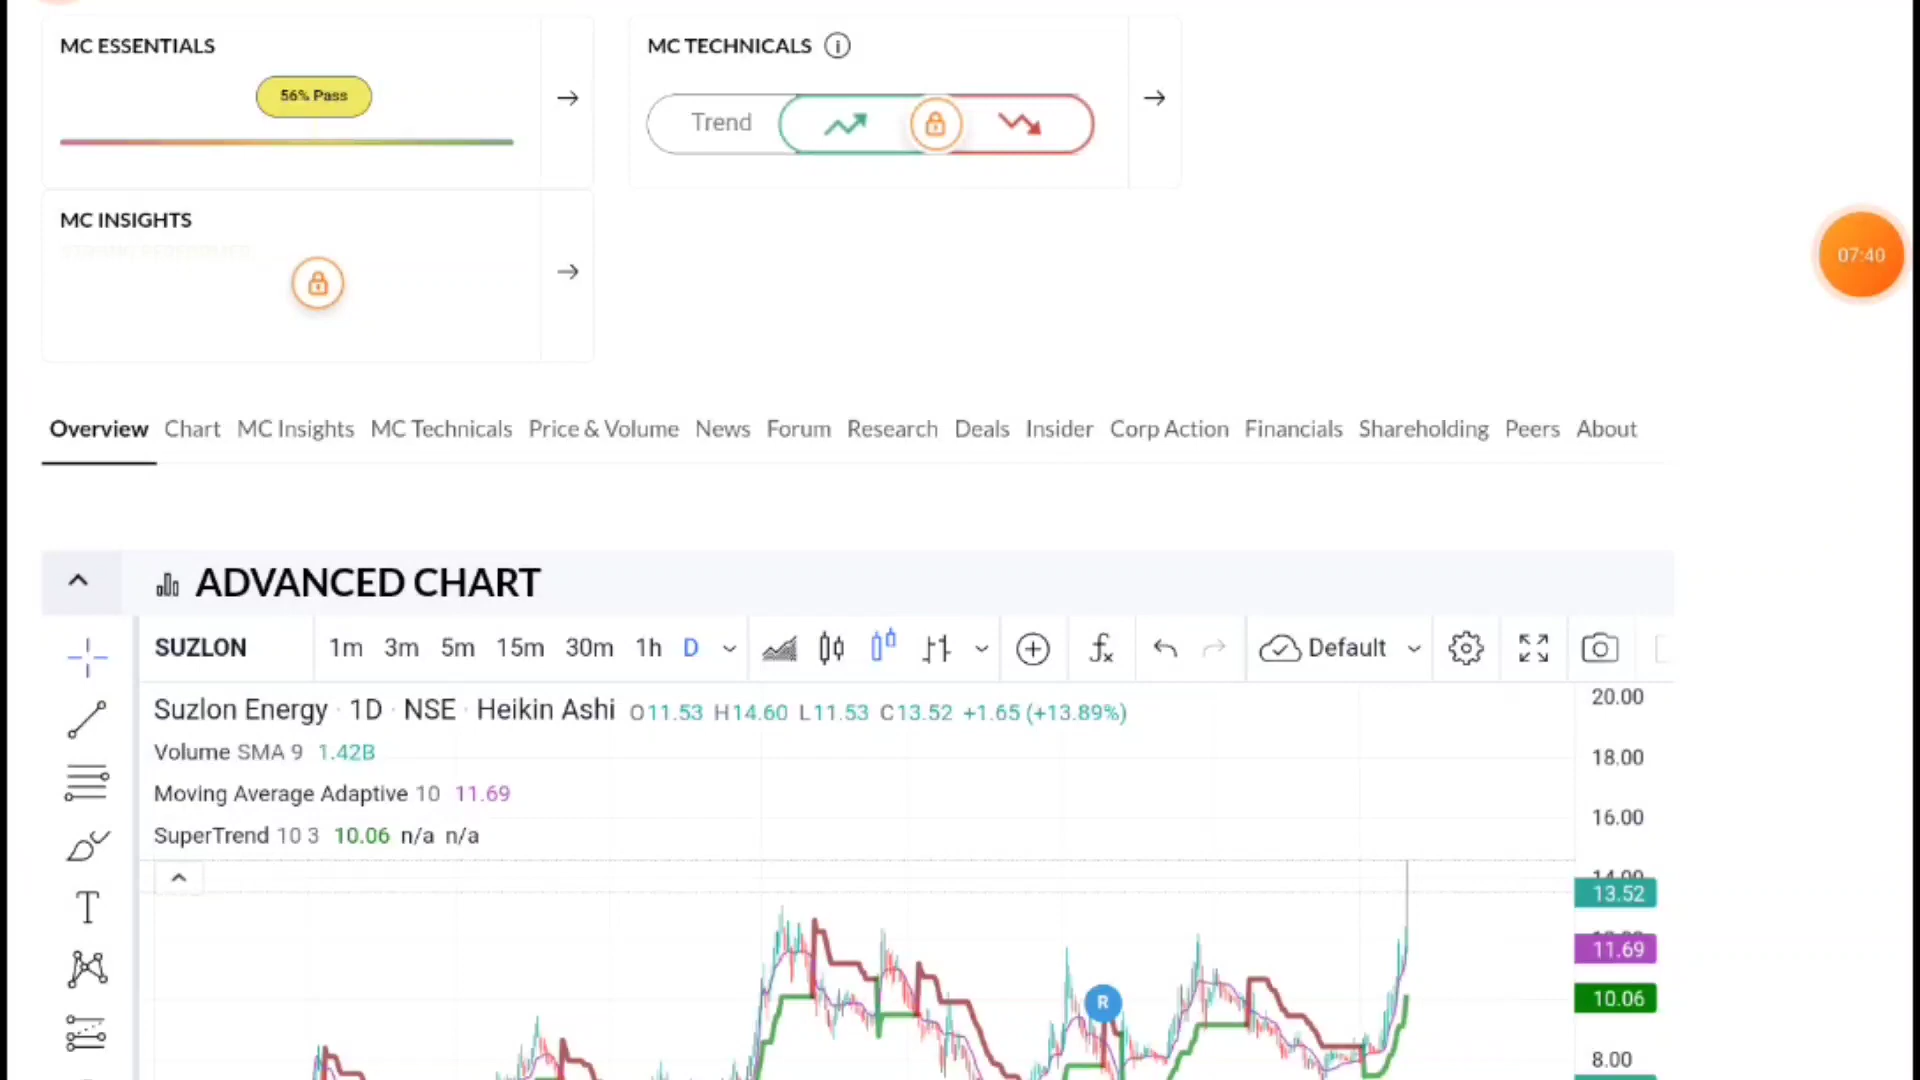 MC ESSENTIALS
56% Pass
MC TECHNICALS
Trend
MC INSIGHTS
STRONG PERFORMER
07:40
Overview Chart MC Insights MC Technicals Price & Volume News Forum Research Deals Insider Corp Action Financials Shareholding Peers About
ADVANCED CHART
SUZLON 1m 3m 5m 15m 30m 1h D Default
Suzlon Energy · 1D · NSE · Heikin Ashi O11.53 H14.60 L11.53 C13.52 +1.65 (+13.89%)
Volume SMA 9 1.42B
Moving Average Adaptive 10 11.69
SuperTrend 10 3 10.06 n/a n/a
20.00
18.00
16.00
14.00
13.52
11.69
10.06
8.00
R